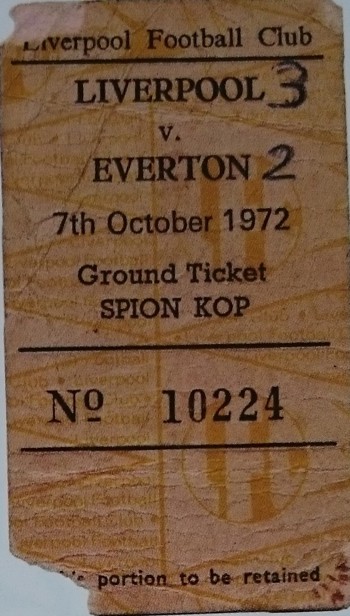 Liverpool Football Club
LIVERPOOL 3
v.
EVERTON 2
7th October 1972
Ground Ticket
SPION KOP
Nº 10224
portion to be retained